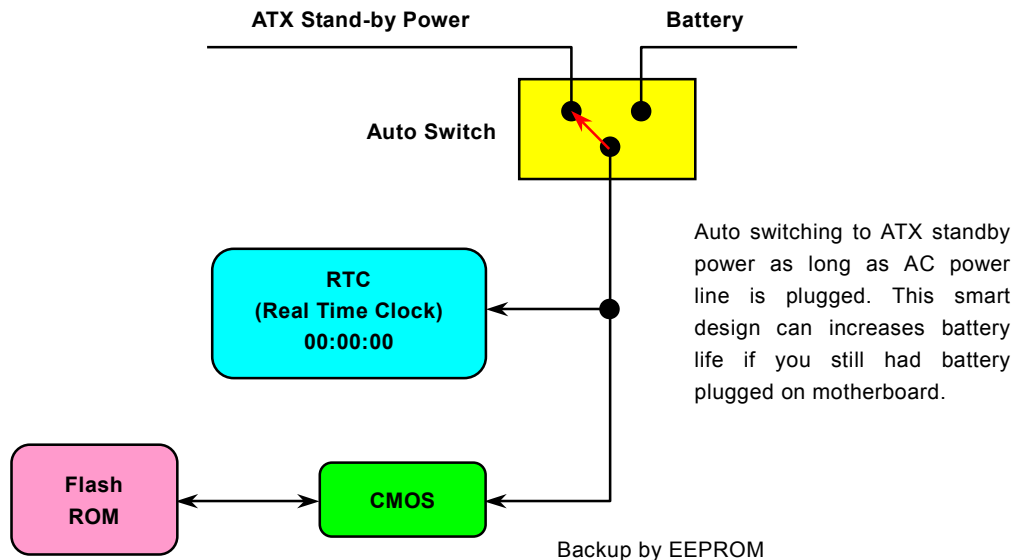 ATX Stand-by Power
Battery
Auto Switch
Auto switching to ATX standby
power as long as AC power
line is plugged. This smart
design can increases battery
life if you still had battery
plugged on motherboard.
RTC
(Real Time Clock)
00:00:00
Flash
ROM
CMOS
Backup by EEPROM